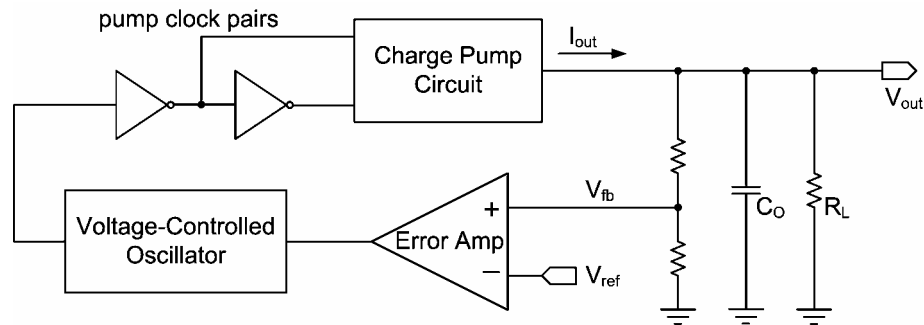 pump clock pairs
Charge Pump
Circuit
Iout
Vout
Voltage-Controlled
Oscillator
Error Amp
+
−
Vfb
Vref
CO
RL